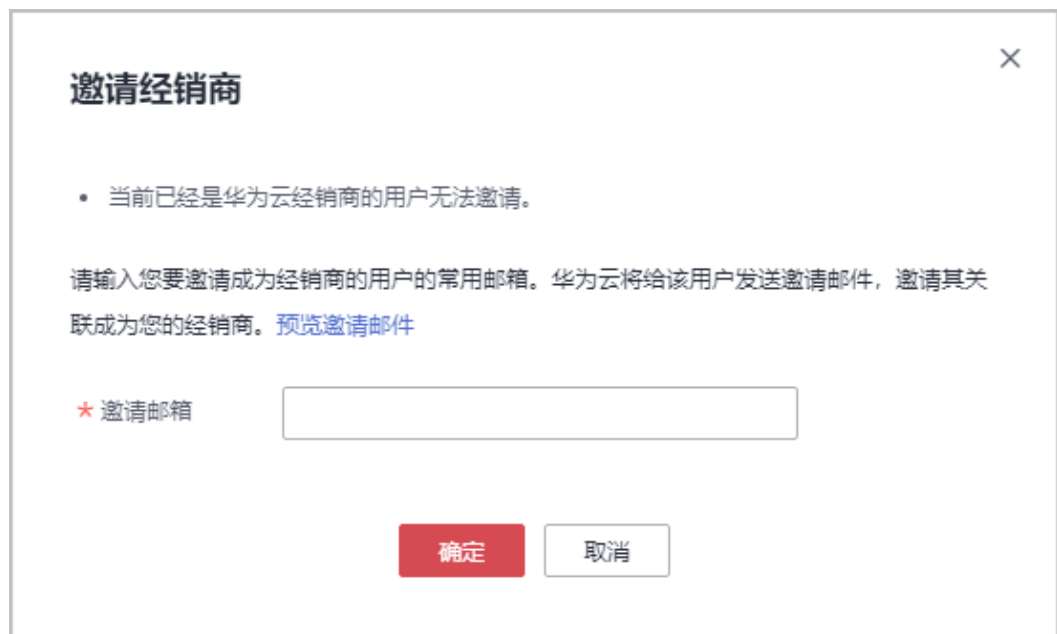 邀请经销商
• 当前已经是华为云经销商的用户无法邀请。
请输入您要邀请成为经销商的用户的常用邮箱。华为云将给该用户发送邀请邮件，邀请其关
联成为您的经销商。预览邀请邮件
* 邀请邮箱
确定 取消